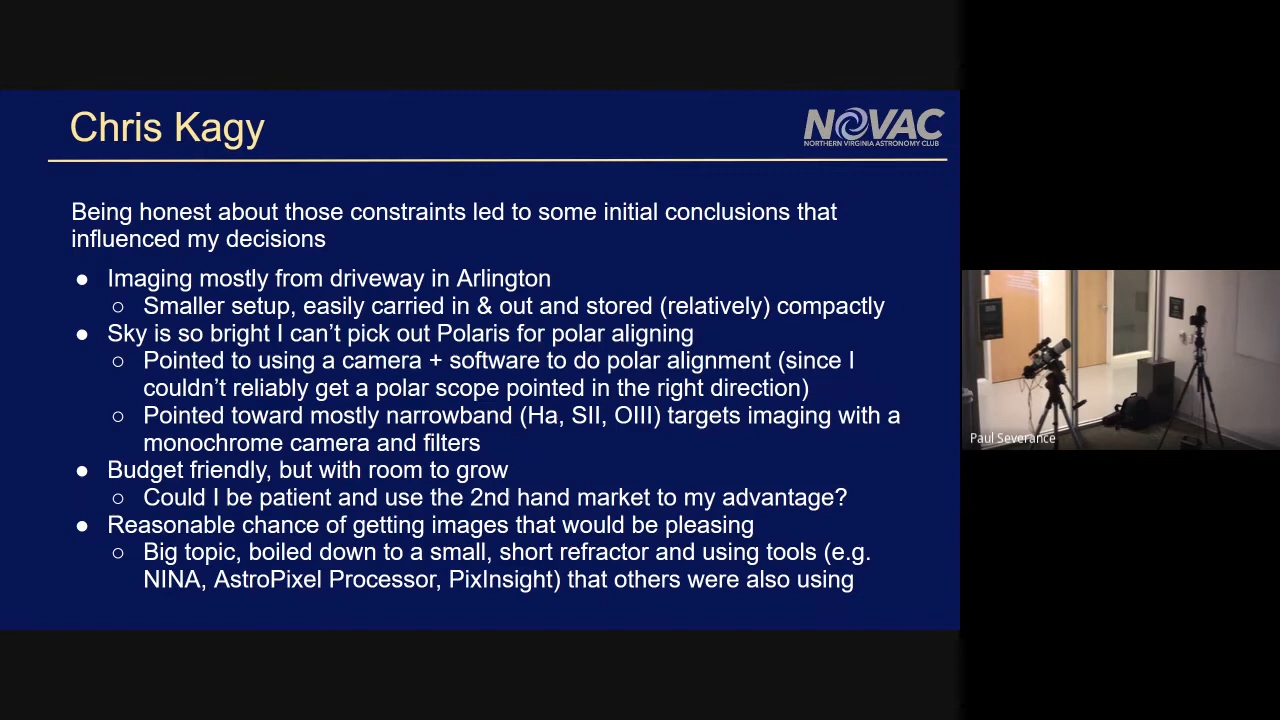 Chris Kagy
NOVAC
NORTHERN VIRGINIA ASTRONOMY CLUB
Being honest about those constraints led to some initial conclusions that
influenced my decisions
● Imaging mostly from driveway in Arlington
○ Smaller setup, easily carried in & out and stored (relatively) compactly
● Sky is so bright I can’t pick out Polaris for polar aligning
○ Pointed to using a camera + software to do polar alignment (since I
couldn’t reliably get a polar scope pointed in the right direction)
○ Pointed toward mostly narrowband (Ha, SII, OIII) targets imaging with a
monochrome camera and filters
● Budget friendly, but with room to grow
○ Could I be patient and use the 2nd hand market to my advantage?
● Reasonable chance of getting images that would be pleasing
○ Big topic, boiled down to a small, short refractor and using tools (e.g.
NINA, AstroPixel Processor, PixInsight) that others were also using
Paul Severance